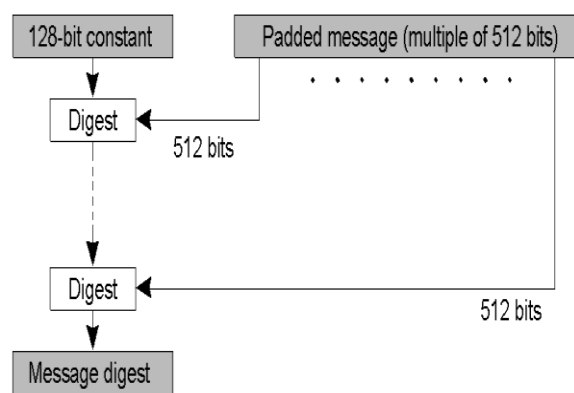 128-bit constant
Padded message (multiple of 512 bits)
Digest
512 bits
Digest
512 bits
Message digest